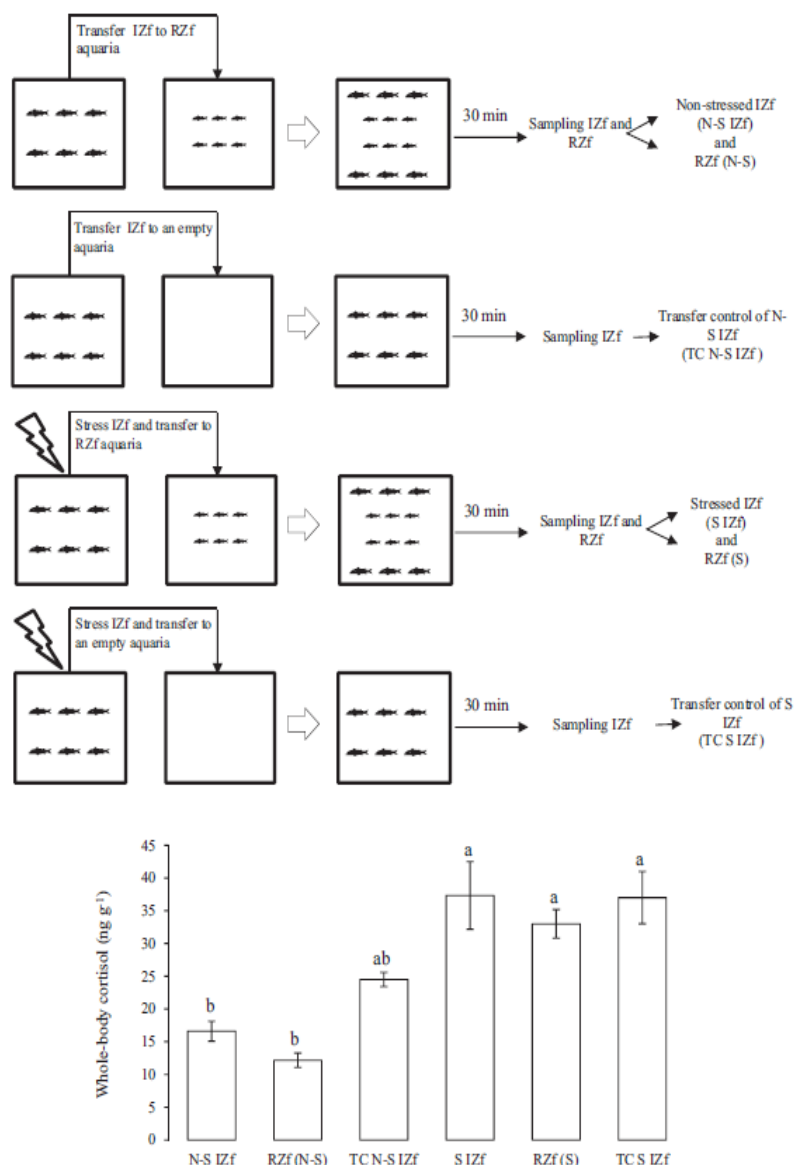 Transfer IZf to RZf
aquaria
30 min
Sampling IZf and
RZf
Non-stressed IZf
(N-S IZf)
and
RZf (N-S)
Transfer IZf to an empty
aquaria
30 min
Sampling IZf
Transfer control of N-
S IZf
(TC N-S IZf )
Stress IZf and transfer to
RZf aquaria
30 min
Sampling IZf and
RZf
Stressed IZf
(S IZf)
and
RZf (S)
Stress IZf and transfer to
an empty aquaria
30 min
Sampling IZf
Transfer control of S
IZf
(TC S IZf )
Whole-body cortisol (ng g-1)
45
40
35
30
25
20
15
10
5
0
b
b
ab
a
a
a
N-S IZf RZf (N-S) TC N-S IZf S IZf RZf (S) TC S IZf